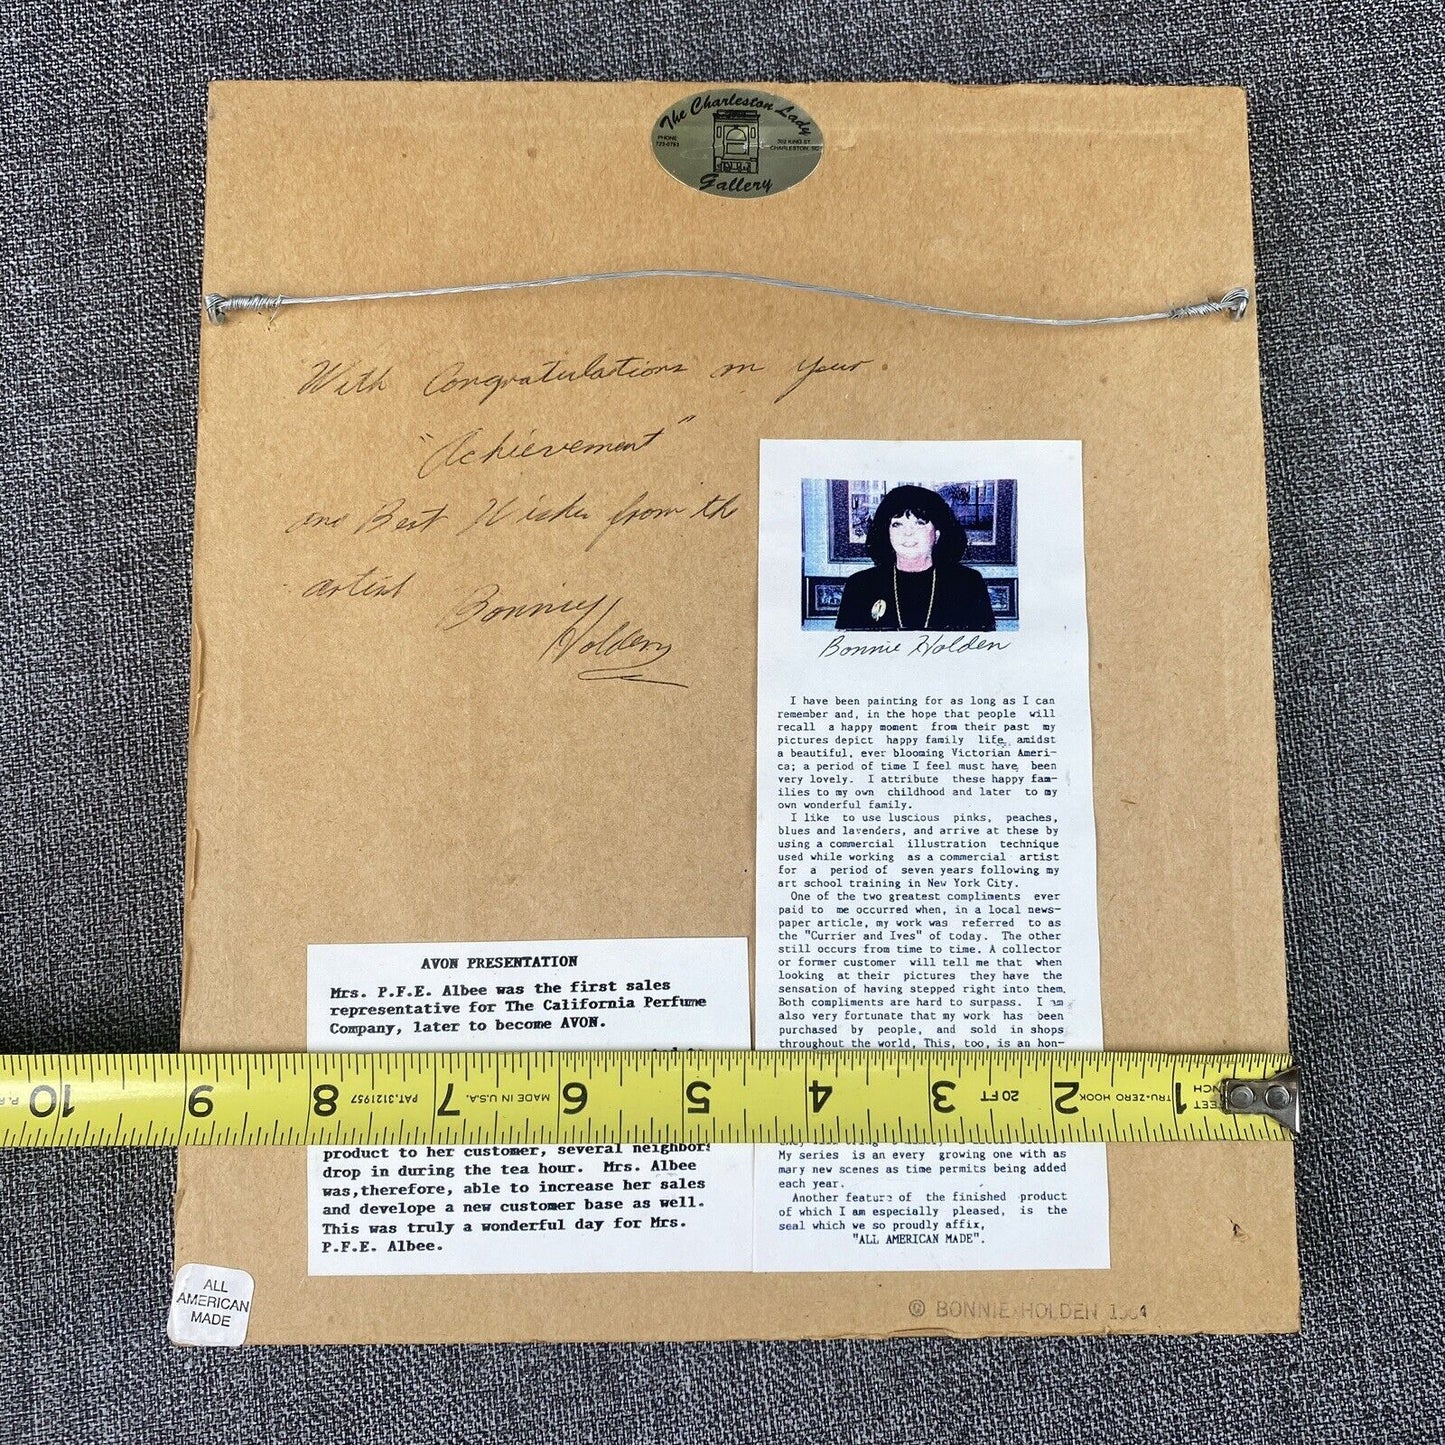 The Charleston Lady
PHONE
723-0783
Gallery
With Congratulations on your
"Achievement"
and Best Wishes from the
artist Bonnie
Holden
Bonnie Holden
I have been painting for as long as I can
remember and, in the hope that people will
recall a happy moment from their past my
pictures depict happy family life, amidst
a beautiful, ever blooming Victorian Ameri-
ca; a period of time I feel must have been
very lovely. I attribute these happy fam-
ilies to my own childhood and later to my
own wonderful family.
I like to use luscious pinks, peaches,
blues and lavenders, and arrive at these by
using a commercial illustration technique
used while working as a commercial artist
for a period of seven years following my
art school training in New York City.
One of the two greatest compliments ever
paid to me occurred when, in a local news-
paper article, my work was referred to as
the "Currier and Ives" of today. The other
still occurs from time to time. A collector
or former customer will tell me that when
looking at their pictures they have the
sensation of having stepped right into them.
Both compliments are hard to surpass. I am
also very fortunate that my work has been
purchased by people, and sold in shops
throughout the world, This, too, is an hon-
My series is an every growing one with as
many new scenes as time permits being added
each year.
Another feature of the finished product
of which I am especially pleased, is the
seal which we so proudly affix,
"ALL AMERICAN MADE".
AVON PRESENTATION
Mrs. P.F.E. Albee was the first sales
representative for The California Perfume
Company, later to become AVON.
product to her customer, several neighbors
drop in during the tea hour. Mrs. Albee
was,therefore, able to increase her sales
and develope a new customer base as well.
This was truly a wonderful day for Mrs.
P.F.E. Albee.
10 9 8 PAT.3121957 7 MADE IN U.S.A. 6 5 4 3 20 FT 2 TRU-ZERO HOOK 1
ALL
AMERICAN
MADE
© BONNIE HOLDEN